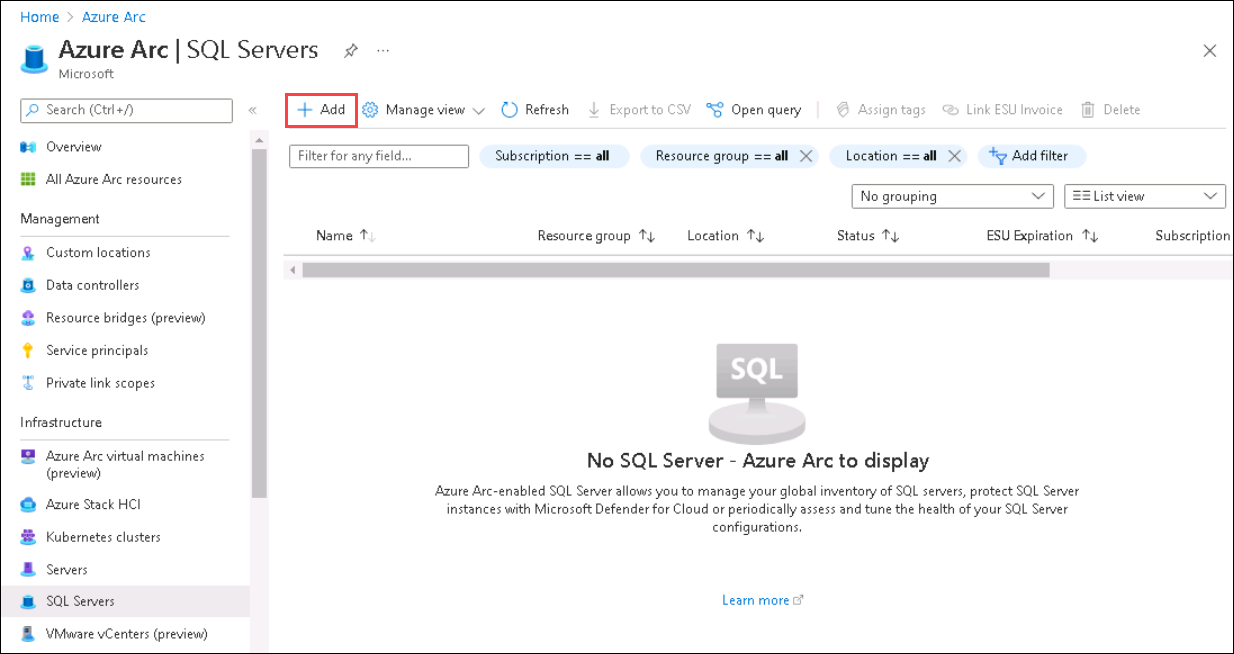 Home > Azure Arc
Azure Arc | SQL Servers ...
Microsoft
Search (Ctrl+/)
«
Overview
All Azure Arc resources
Management
Custom locations
Data controllers
Resource bridges (preview)
Service principals
Private link scopes
Infrastructure
Azure Arc virtual machines
(preview)
Azure Stack HCI
Kubernetes clusters
Servers
SQL Servers
VMware vCenters (preview)
+ Add Manage view Refresh Export to CSV Open query | Assign tags Link ESU Invoice Delete
Filter for any field... Subscription == all Resource group == all Location == all Add filter
No grouping List view
Name ↑↓ Resource group ↑↓ Location ↑↓ Status ↑↓ ESU Expiration ↑↓ Subscription
SQL
No SQL Server - Azure Arc to display
Azure Arc-enabled SQL Server allows you to manage your global inventory of SQL servers, protect SQL Server
instances with Microsoft Defender for Cloud or periodically assess and tune the health of your SQL Server
configurations.
Learn more